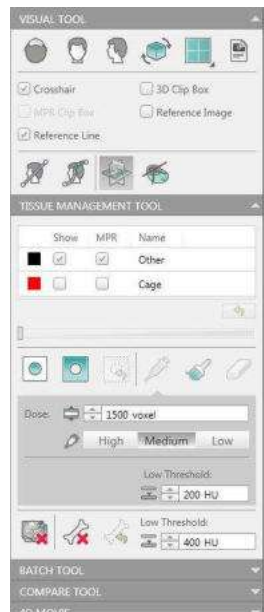 VISUAL TOOL
Crosshair 3D Clip Box
MPR Clip Box Reference Image
Reference Line
TISSUE MANAGEMENT TOOL
Show MPR Name
Other
Cage
Dose: 1500 voxel
High Medium Low
Low Threshold:
200 HU
Low Threshold:
400 HU
BATCH TOOL
COMPARE TOOL
4D MOVIE